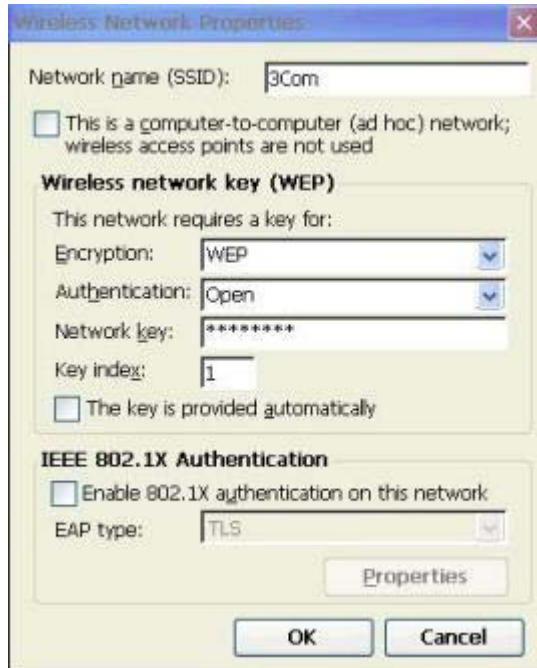 Wireless Network Properties
Network name (SSID): 3Com
This is a computer-to-computer (ad hoc) network;
wireless access points are not used
Wireless network key (WEP)
This network requires a key for:
Encryption: WEP
Authentication: Open
Network key: ********
Key index: 1
The key is provided automatically
IEEE 802.1X Authentication
Enable 802.1X authentication on this network
EAP type: TLS
Properties
OK Cancel